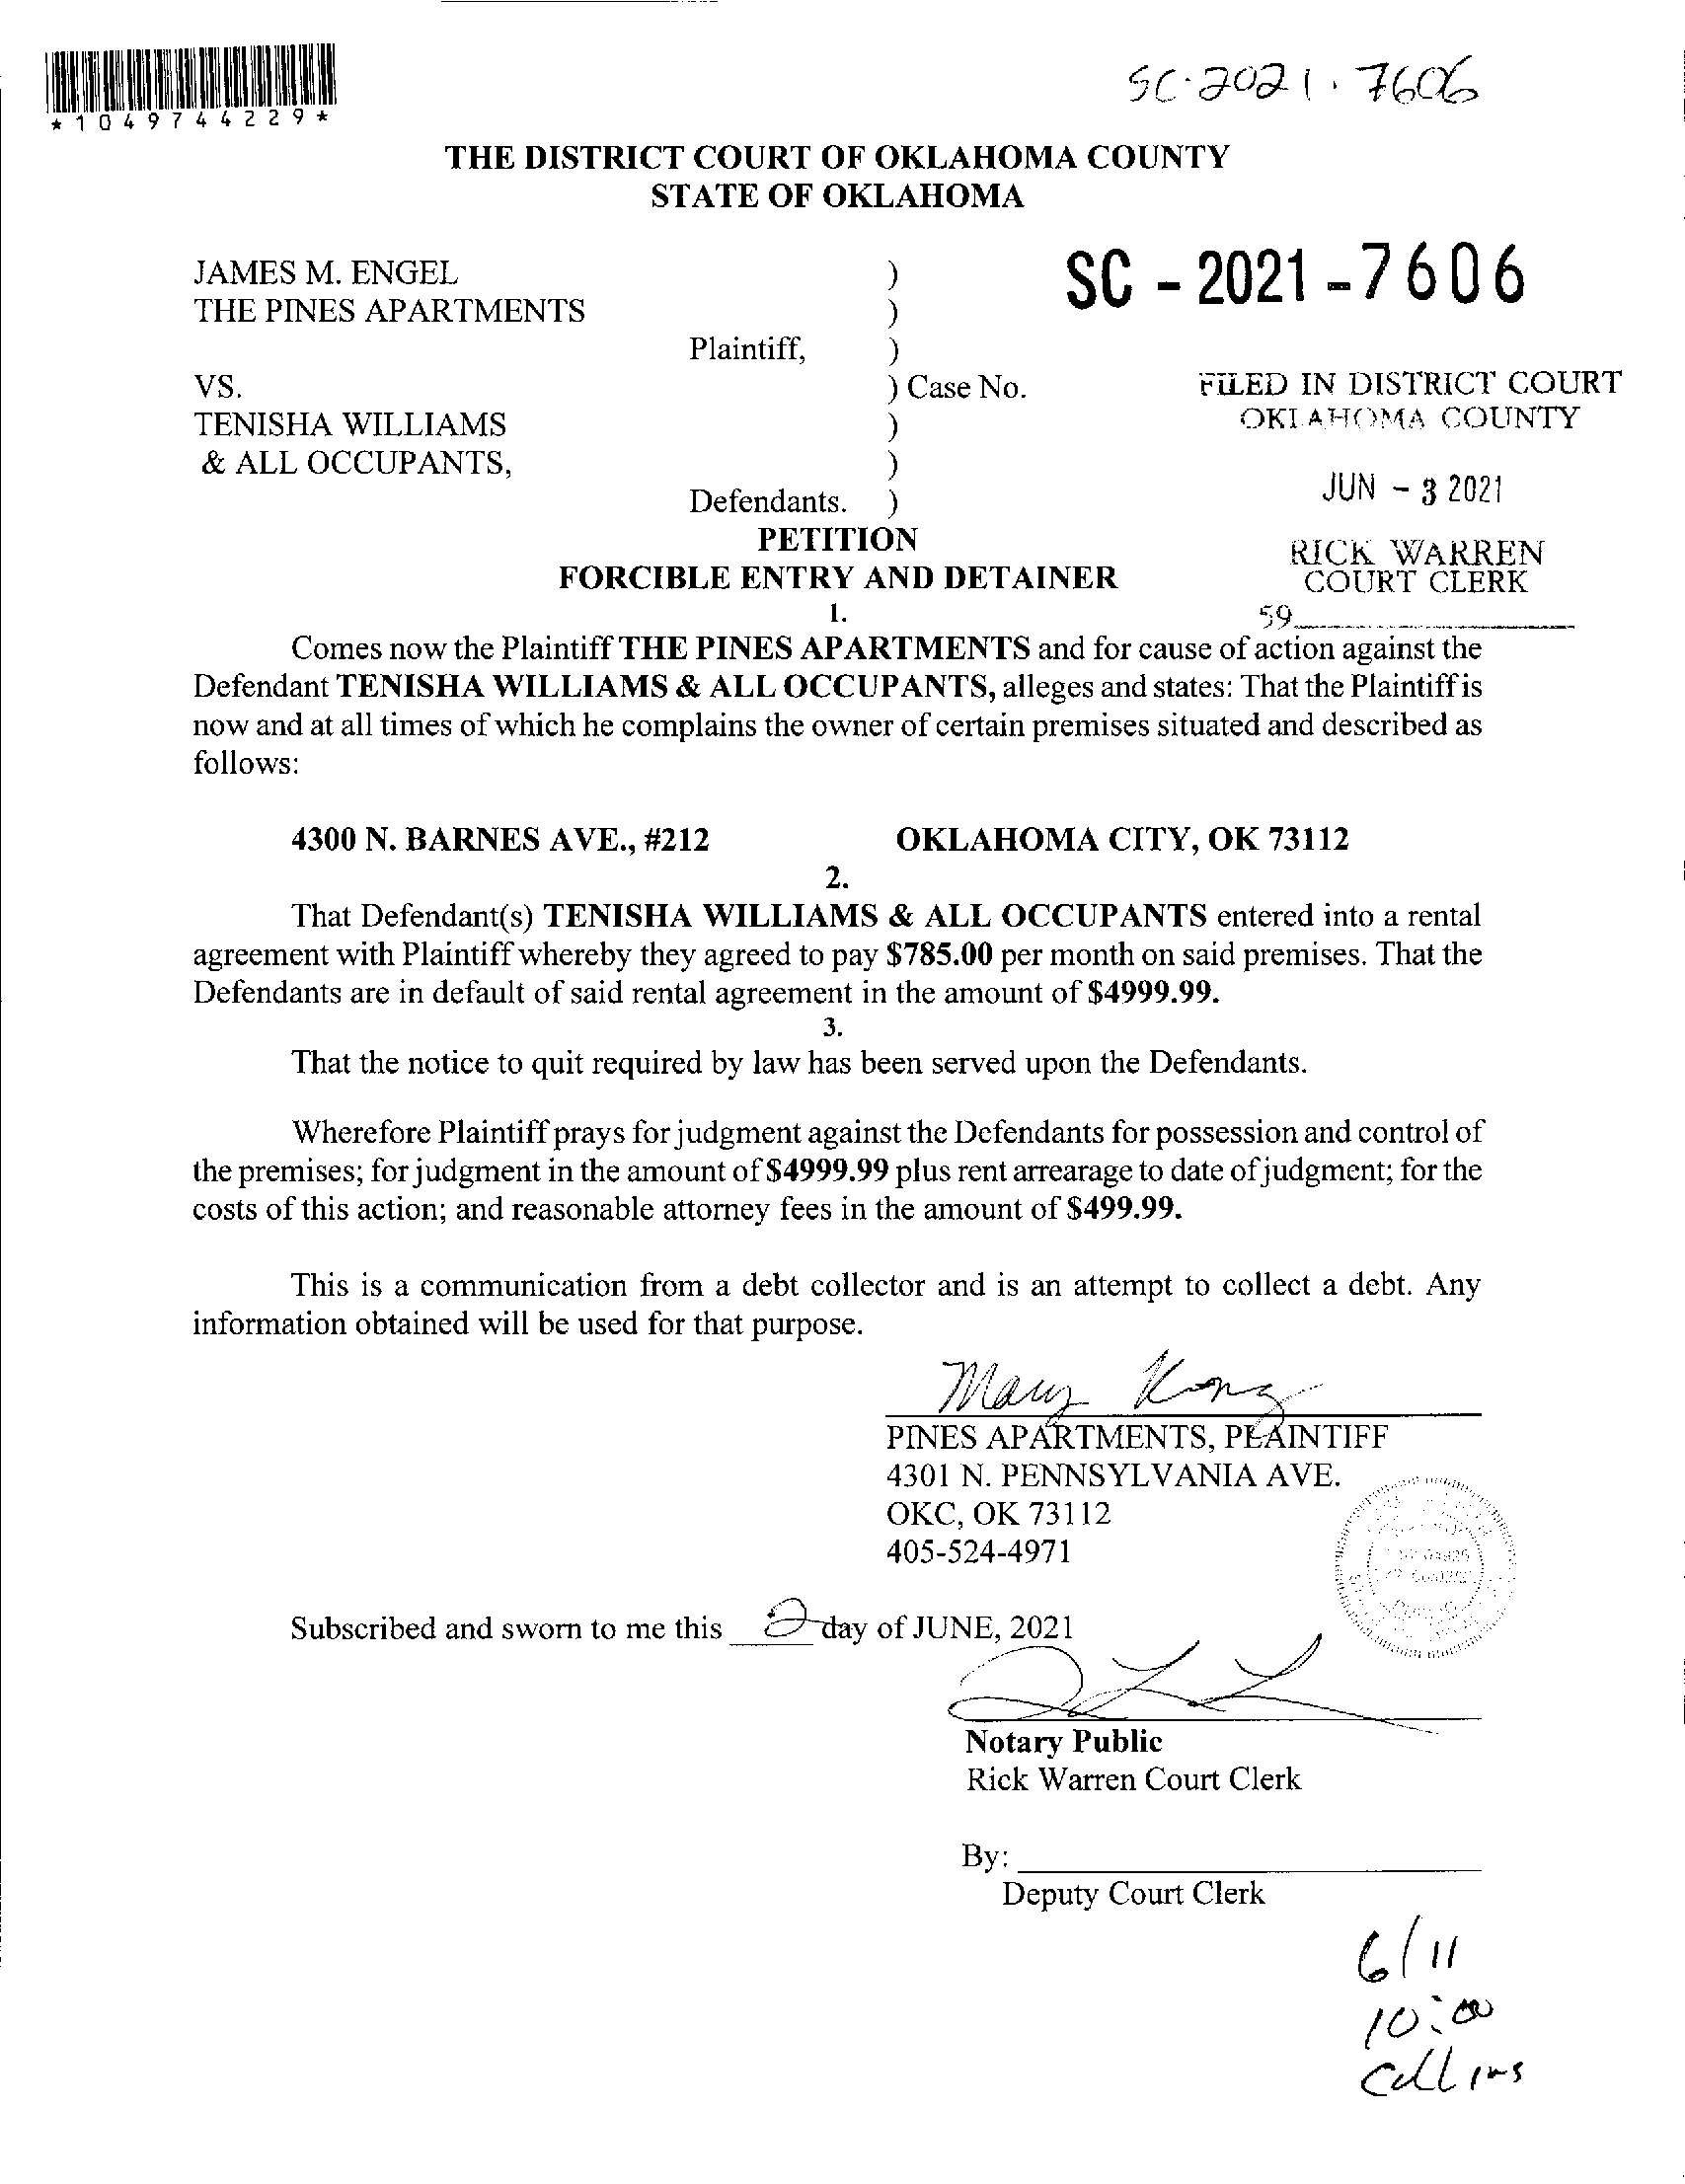 *1049744229*
SC-2021-7606
THE DISTRICT COURT OF OKLAHOMA COUNTY
STATE OF OKLAHOMA
JAMES M. ENGEL )
THE PINES APARTMENTS )
SC - 2021 - 7606
Plaintiff, )
VS. ) Case No.
FILED IN DISTRICT COURT
TENISHA WILLIAMS )
OKLAHOMA COUNTY
& ALL OCCUPANTS, )
JUN - 3 2021
Defendants. )
PETITION
RICK WARREN
FORCIBLE ENTRY AND DETAINER
COURT CLERK
1.
59
Comes now the Plaintiff THE PINES APARTMENTS and for cause of action against the
Defendant TENISHA WILLIAMS & ALL OCCUPANTS, alleges and states: That the Plaintiff is
now and at all times of which he complains the owner of certain premises situated and described as
follows:
4300 N. BARNES AVE., #212 OKLAHOMA CITY, OK 73112
2.
That Defendant(s) TENISHA WILLIAMS & ALL OCCUPANTS entered into a rental
agreement with Plaintiff whereby they agreed to pay $785.00 per month on said premises. That the
Defendants are in default of said rental agreement in the amount of $4999.99.
3.
That the notice to quit required by law has been served upon the Defendants.
Wherefore Plaintiff prays for judgment against the Defendants for possession and control of
the premises; for judgment in the amount of $4999.99 plus rent arrearage to date of judgment; for the
costs of this action; and reasonable attorney fees in the amount of $499.99.
This is a communication from a debt collector and is an attempt to collect a debt. Any
information obtained will be used for that purpose.
Mary
PINES APARTMENTS, PLAINTIFF
4301 N. PENNSYLVANIA AVE.
OKC, OK 73112
405-524-4971
Subscribed and sworn to me this 2 day of JUNE, 2021
Notary Public
Rick Warren Court Clerk
By:
Deputy Court Clerk
6/11
10:00
Collins